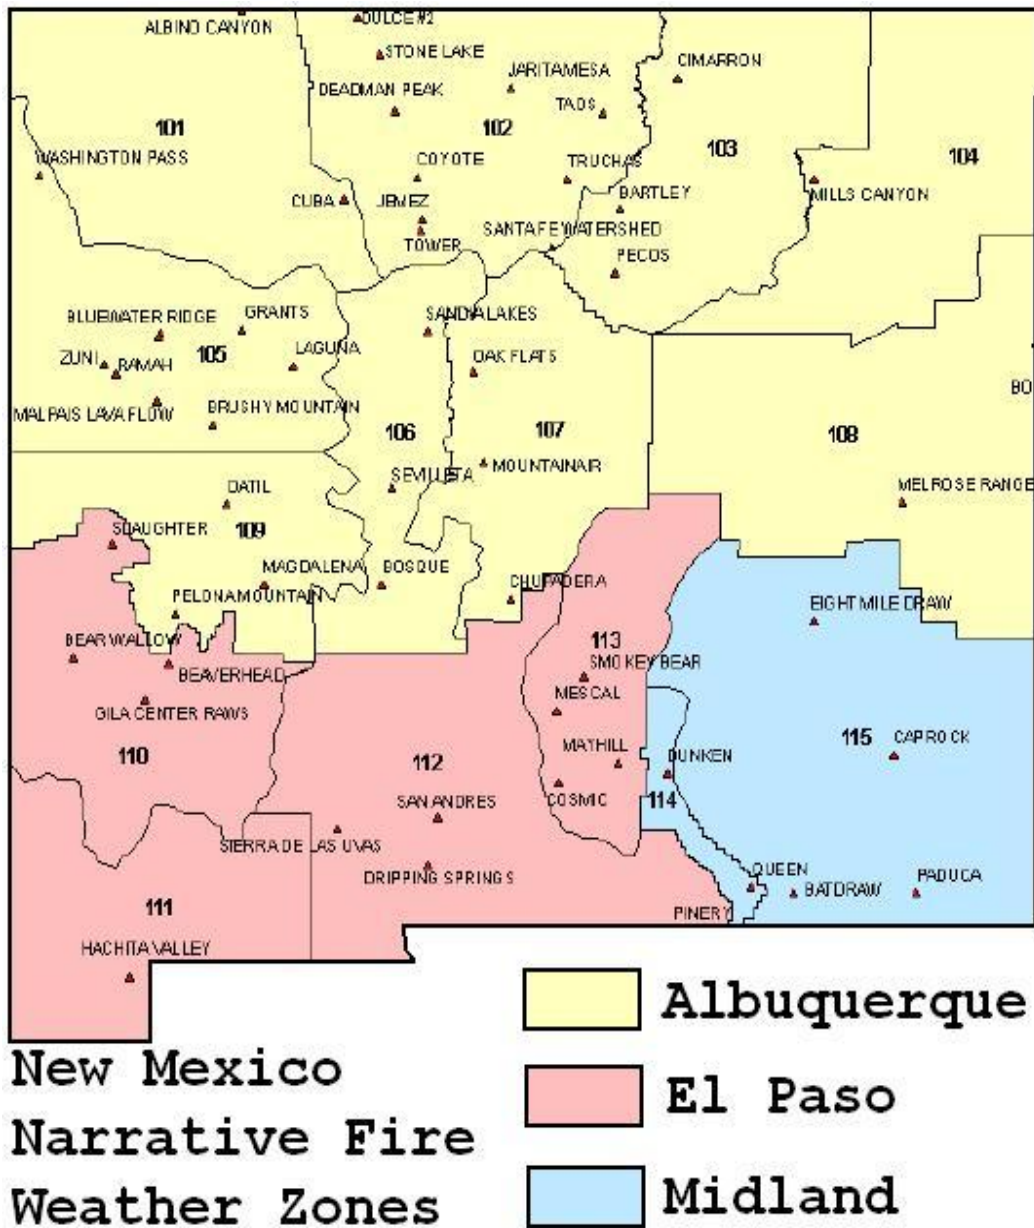 ALBINO CANYON
DULCE #2
STONE LAKE
CIMARRON
JARITA MESA
DEADMAN PEAK
TAOS
101
102
103
104
WASHINGTON PASS
COYOTE
TRUCHAS
MILLS CANYON
CUBA
JEMEZ
BARTLEY
SANTA FE WATERSHED
TOWER
PECOS
BLUEWATER RIDGE
GRANTS
SANDIA LAKES
ZUNI
RAMAH
105
LAGUNA
OAK FLATS
BO
MALPAIS LAVA FLOW
BRUSHY MOUNTAIN
106
107
108
SEVILLETA
MOUNTAINAIR
DATIL
MELROSE RANGE
SLAUGHTER
109
MAGDALENA
BOSQUE
CHUPADERA
PELONA MOUNTAIN
EIGHT MILE DRAW
BEAR WALLOW
BEAVERHEAD
113
SMOKEY BEAR
GILA CENTER RAWS
MESCAL
110
112
MAYHILL
DUNKEN
115
CAPROCK
SAN ANDRES
COSMIC
114
SIERRA DE LAS UVAS
DRIPPING SPRINGS
QUEEN
BATDRAW
PADUCA
111
PINERY
HACHITA VALLEY
Albuquerque
El Paso
Midland
New Mexico
Narrative Fire
Weather Zones